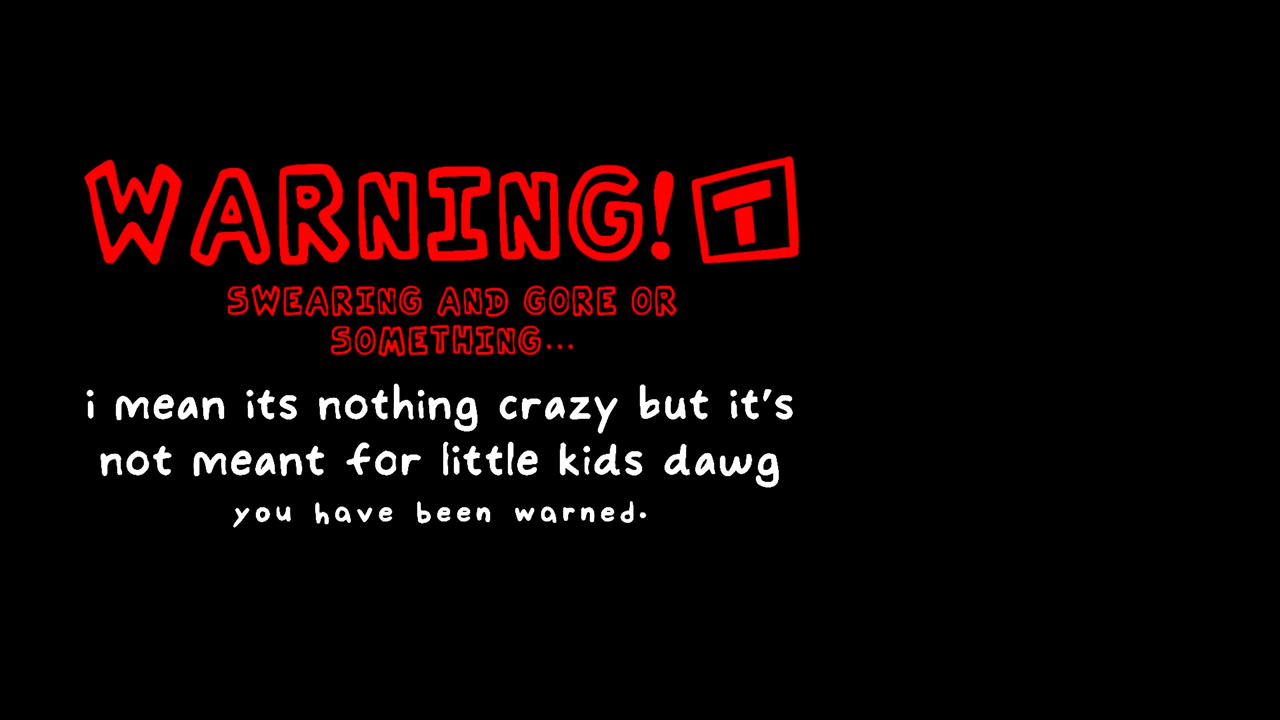 WARNING! T
SWEARING AND GORE OR
SOMETHING...
i mean its nothing crazy but it's
not meant for little kids dawg
you have been warned.